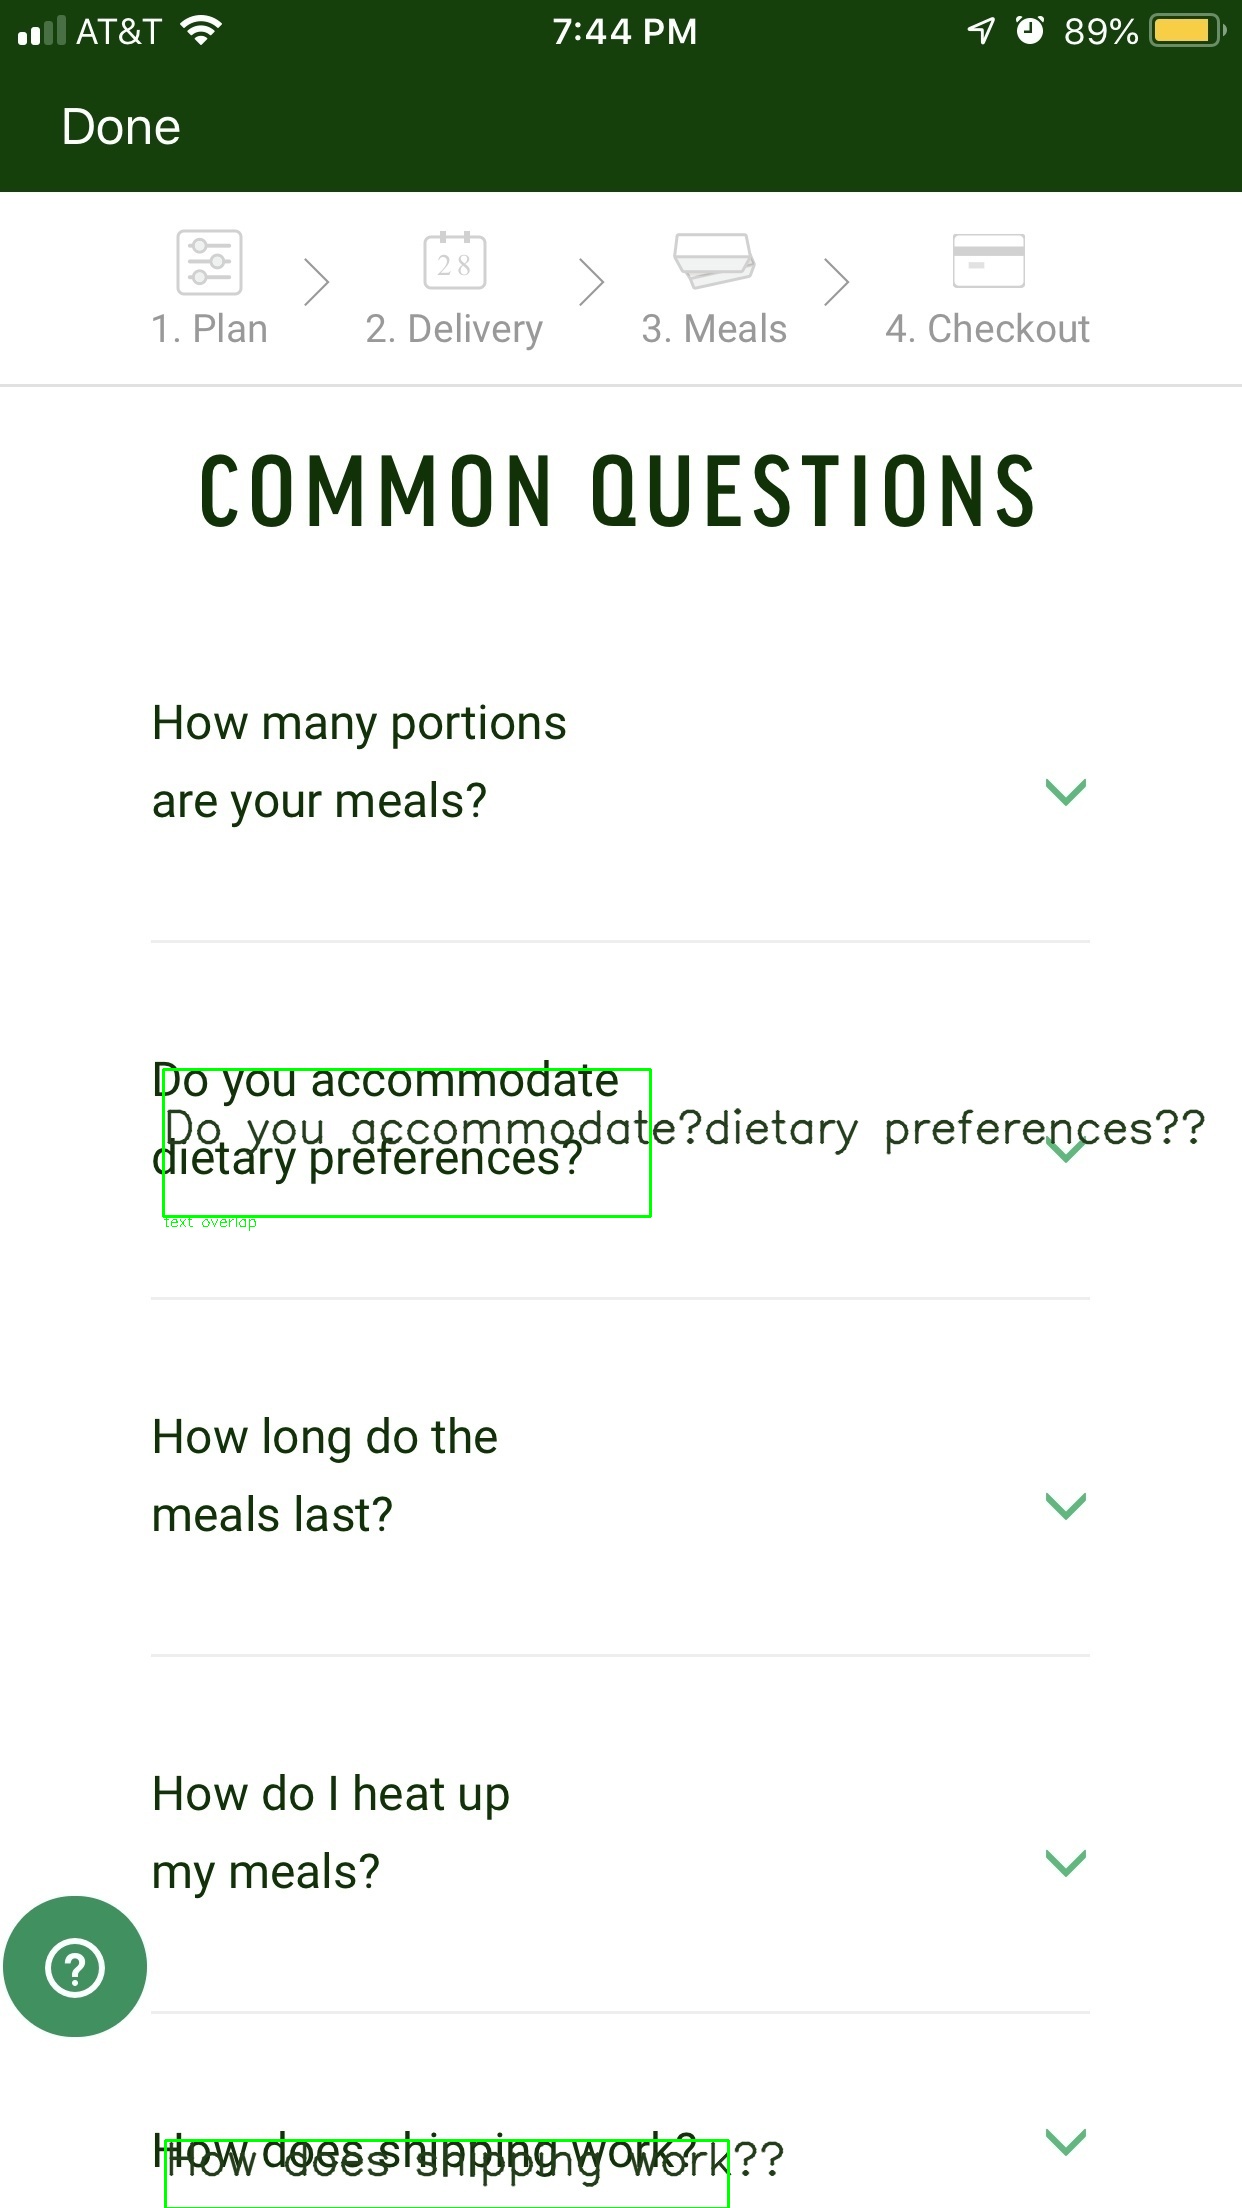 AT&T 7:44 PM 89%
Done
28
1. Plan 2. Delivery 3. Meals 4. Checkout
COMMON QUESTIONS
How many portions
are your meals?
Do you accommodate
Do you accommodate?dietary preferences??
dietary preferences?
text overlap
How long do the
meals last?
How do I heat up
my meals?
?
How does shipping work?
How does shipping work??